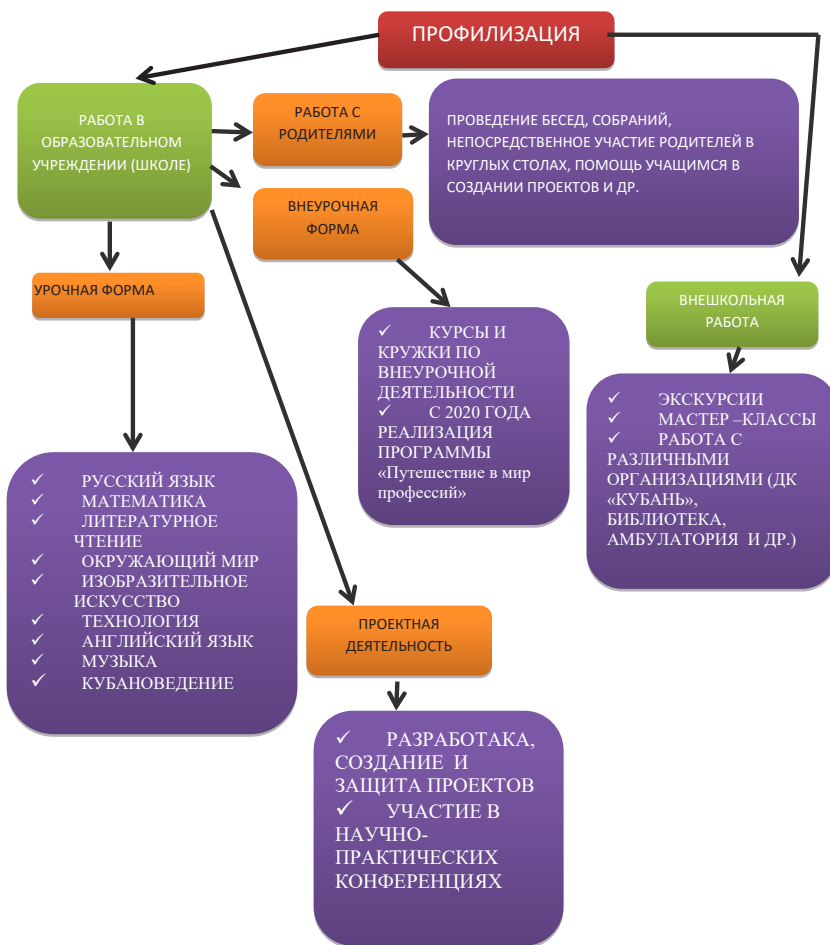 ПРОФИЛИЗАЦИЯ
РАБОТА В
ОБРАЗОВАТЕЛЬНОМ
УЧРЕЖДЕНИИ (ШКОЛЕ)
РАБОТА С
РОДИТЕЛЯМИ
ПРОВЕДЕНИЕ БЕСЕД, СОБРАНИЙ,
НЕПОСРЕДСТВЕННОЕ УЧАСТИЕ РОДИТЕЛЕЙ В
КРУГЛЫХ СТОЛАХ, ПОМОЩЬ УЧАЩИМСЯ В
СОЗДАНИИ ПРОЕКТОВ И ДР.
ВНЕУРОЧНАЯ
ФОРМА
УРОЧНАЯ ФОРМА
ВНЕШКОЛЬНАЯ
РАБОТА
✓ КУРСЫ И
КРУЖКИ ПО
ВНЕУРОЧНОЙ
ДЕЯТЕЛЬНОСТИ
✓ С 2020 ГОДА
РЕАЛИЗАЦИЯ
ПРОГРАММЫ
«Путешествие в мир
профессий»
✓ ЭКСКУРСИИ
✓ МАСТЕР –КЛАССЫ
✓ РАБОТА С
РАЗЛИЧНЫМИ
ОРГАНИЗАЦИЯМИ (ДК
«КУБАНЬ»,
БИБЛИОТЕКА,
АМБУЛАТОРИЯ И ДР.)
✓ РУССКИЙ ЯЗЫК
✓ МАТЕМАТИКА
✓ ЛИТЕРАТУРНОЕ
ЧТЕНИЕ
✓ ОКРУЖАЮЩИЙ МИР
✓ ИЗОБРАЗИТЕЛЬНОЕ
ИСКУССТВО
✓ ТЕХНОЛОГИЯ
✓ АНГЛИЙСКИЙ ЯЗЫК
✓ МУЗЫКА
✓ КУБАНОВЕДЕНИЕ
ПРОЕКТНАЯ
ДЕЯТЕЛЬНОСТЬ
✓ РАЗРАБОТАКА,
СОЗДАНИЕ И
ЗАЩИТА ПРОЕКТОВ
✓ УЧАСТИЕ В
НАУЧНО-
ПРАКТИЧЕСКИХ
КОНФЕРЕНЦИЯХ